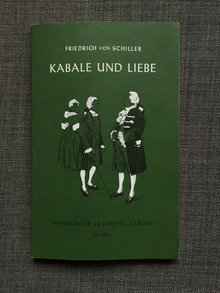 FRIEDRICH VON SCHILLER
KABALE UND LIEBE
HAMBURGER LESEHEFTE VERLAG